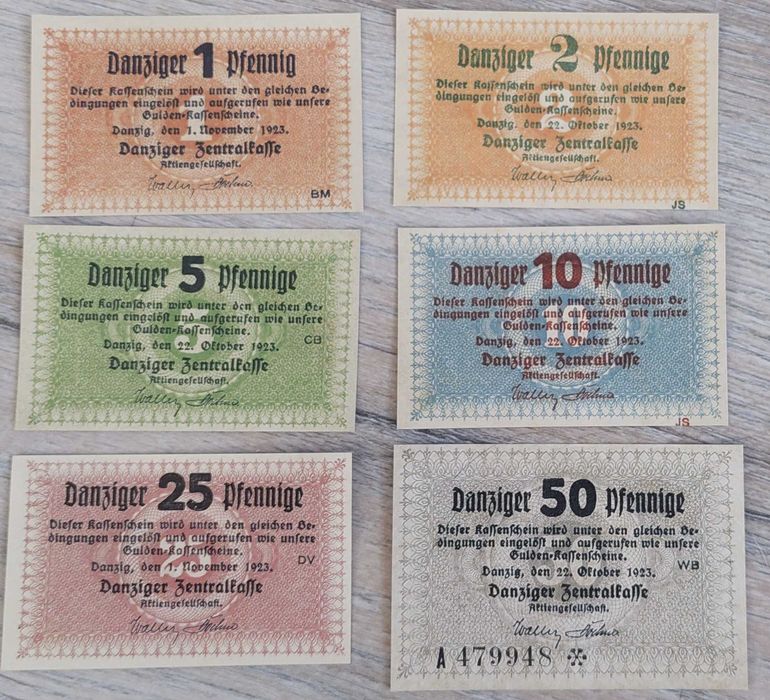 Danziger 1 Pfennig
Dieser Kassenschein wird unter den gleichen Be-
dingungen eingelöst und aufgerufen wie unsere
Gulden-Kassenscheine.
Danzig, den 1. November 1923.
Danziger Zentralkasse
Aktiengesellschaft.
BM
Danziger 2 Pfennige
Dieser Kassenschein wird unter den gleichen Be-
dingungen eingelöst und aufgerufen wie unsere
Gulden-Kassenscheine.
Danzig, den 22. Oktober 1923.
Danziger Zentralkasse
Aktiengesellschaft.
JS
Danziger 5 Pfennige
Dieser Kassenschein wird unter den gleichen Be-
dingungen eingelöst und aufgerufen wie unsere
Gulden-Kassenscheine.
Danzig, den 22. Oktober 1923.
CB
Danziger Zentralkasse
Aktiengesellschaft.
Danziger 10 Pfennige
Dieser Kassenschein wird unter den gleichen Be-
dingungen eingelöst und aufgerufen wie unsere
Gulden-Kassenscheine.
Danzig, den 22. Oktober 1923.
Danziger Zentralkasse
Aktiengesellschaft.
JS
Danziger 25 Pfennige
Dieser Kassenschein wird unter den gleichen Be-
dingungen eingelöst und aufgerufen wie unsere
Gulden-Kassenscheine.
Danzig, den 1. November 1923.
DV
Danziger Zentralkasse
Aktiengesellschaft.
Danziger 50 Pfennige
Dieser Kassenschein wird unter den gleichen Be-
dingungen eingelöst und aufgerufen wie unsere
Gulden-Kassenscheine.
Danzig, den 22. Oktober 1923.
WB
Danziger Zentralkasse
Aktiengesellschaft.
A 479948